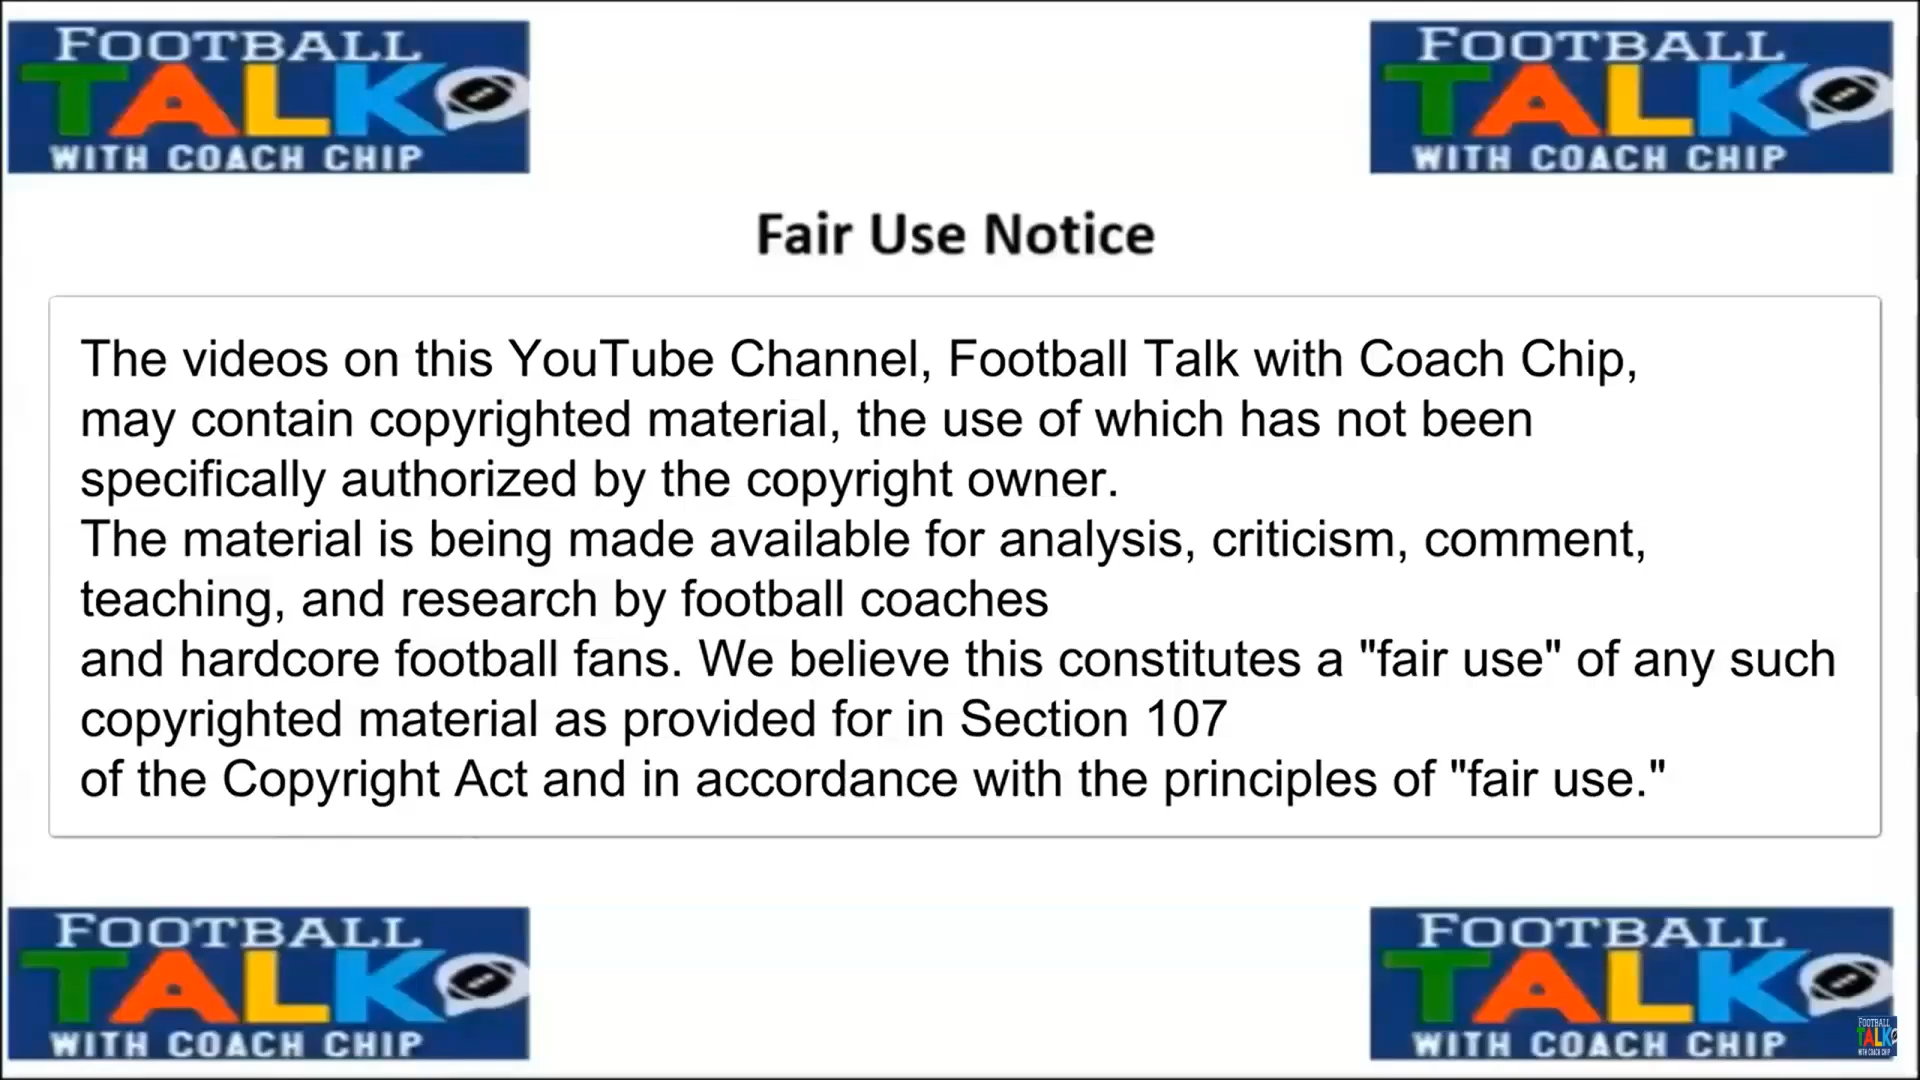 FOOTBALL
TALK
WITH COACH CHIP
FOOTBALL
TALK
WITH COACH CHIP
Fair Use Notice
The videos on this YouTube Channel, Football Talk with Coach Chip,
may contain copyrighted material, the use of which has not been
specifically authorized by the copyright owner.
The material is being made available for analysis, criticism, comment,
teaching, and research by football coaches
and hardcore football fans. We believe this constitutes a "fair use" of any such
copyrighted material as provided for in Section 107
of the Copyright Act and in accordance with the principles of "fair use."
FOOTBALL
TALK
WITH COACH CHIP
FOOTBALL
TALK
WITH COACH CHIP
FOOTBALL
TALK
WITH COACH CHIP